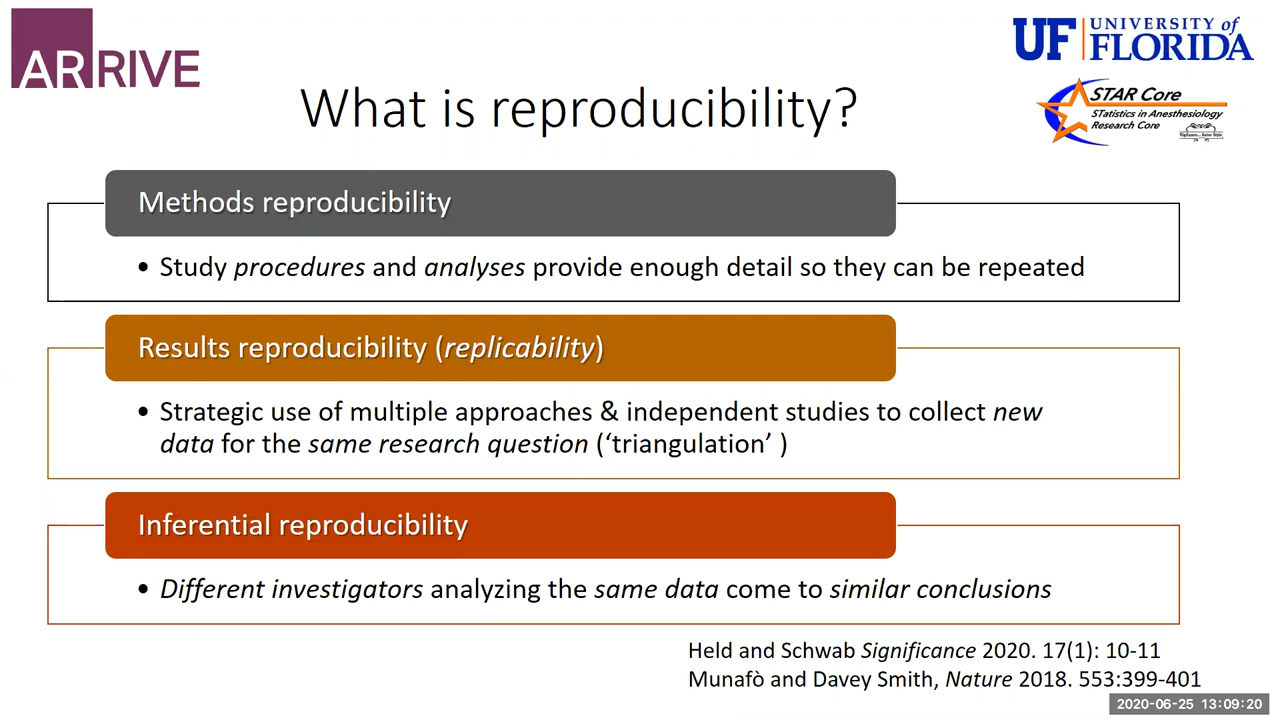 ARRIVE
UF UNIVERSITY of FLORIDA
What is reproducibility?
STAR Core
STatistics in Anesthesiology
Research Core
Methods reproducibility
• Study procedures and analyses provide enough detail so they can be repeated
Results reproducibility (replicability)
• Strategic use of multiple approaches & independent studies to collect new
data for the same research question (‘triangulation’ )
Inferential reproducibility
• Different investigators analyzing the same data come to similar conclusions
Held and Schwab Significance 2020. 17(1): 10-11
Munafò and Davey Smith, Nature 2018. 553:399-401
2020-06-25 13:09:20